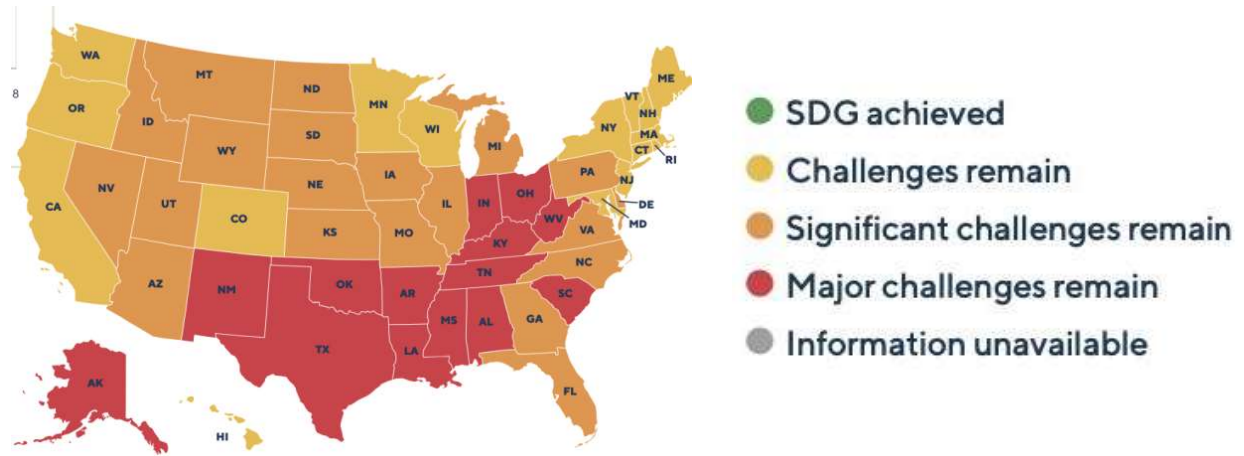 8
WA
MT
ND
MN
ME
VT
NH
OR
ID
SD
WI
NY
MA
CT
RI
WY
MI
NV
NE
IA
PA
NJ
CA
UT
CO
IL
IN
OH
DE
MD
WV
VA
KS
MO
KY
AZ
NM
OK
AR
TN
NC
SC
MS
AL
GA
TX
LA
FL
AK
HI
SDG achieved
Challenges remain
Significant challenges remain
Major challenges remain
Information unavailable